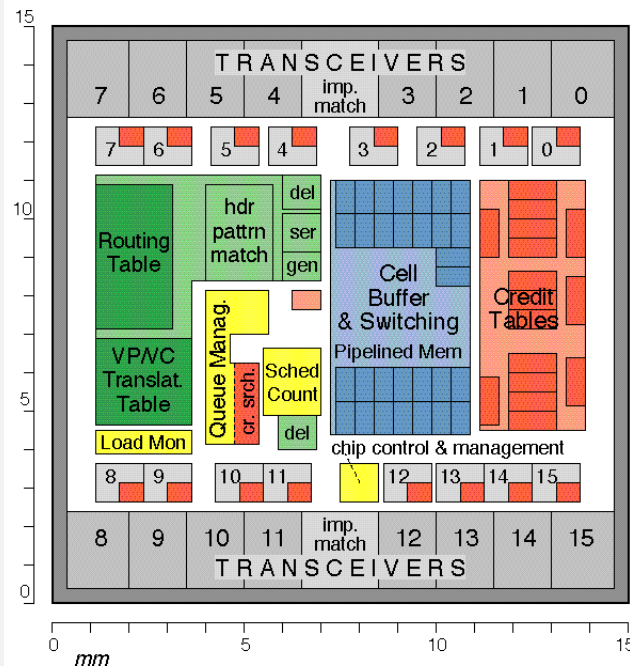 15
TRANSCEIVERS
7 6 5 4 imp. match 3 2 1 0
7 6 5 4 3 2 1 0
10
del
hdr
pattrn
match
ser
gen
Routing
Table
Cell
Buffer
& Switching
Pipelined Mem
Credit
Tables
VP/VC
Translat.
Table
Queue Manag.
cr. srch.
Sched
Count
5
del
Load Mon
chip control & management
8 9 10 11 12 13 14 15
8 9 10 11 imp. match 12 13 14 15
TRANSCEIVERS
0
0 5 10 15
mm